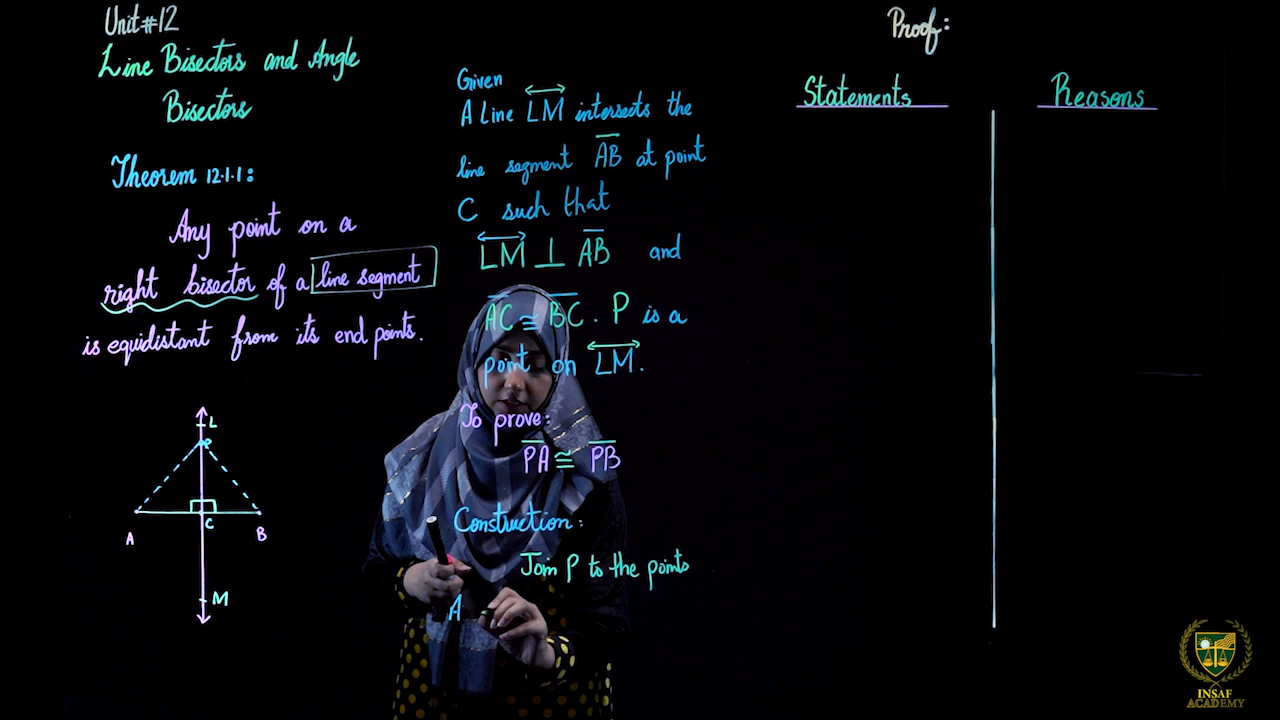 Unit#12
Line Bisectors and Angle
Bisectors
Theorem 12.1.1:
Any point on a
right bisector of a line segment
is equidistant from its end points.
L
P
A
C
B
M
Given
A line LM intersects the
line segment AB at point
C such that
LM ⊥ AB and
AC ≅ BC. P is a
point on LM.
To prove:
PA ≅ PB
Construction:
Join P to the points
A
Proof:
Statements
Reasons
INSAF
ACADEMY